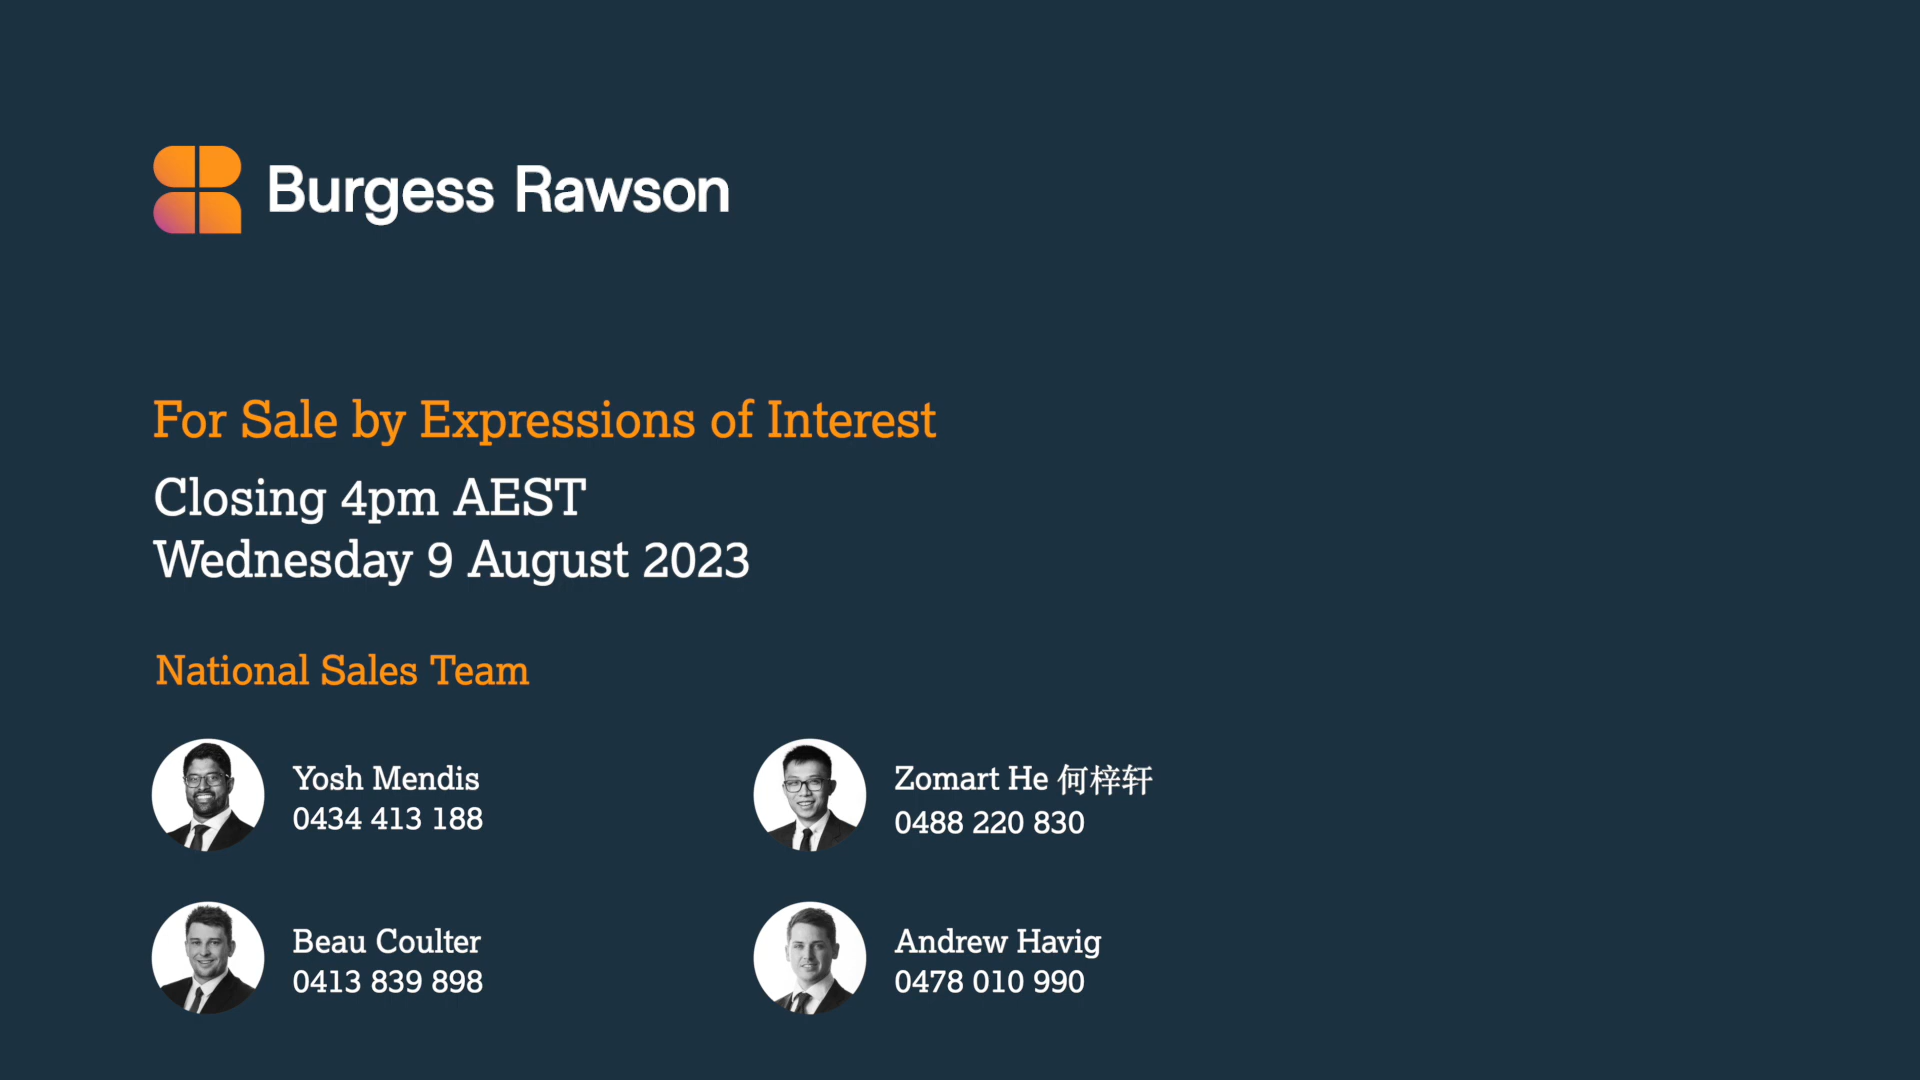 Burgess Rawson
For Sale by Expressions of Interest
Closing 4pm AEST
Wednesday 9 August 2023
National Sales Team
Yosh Mendis
0434 413 188
Zomart He 何梓轩
0488 220 830
Beau Coulter
0413 839 898
Andrew Havig
0478 010 990